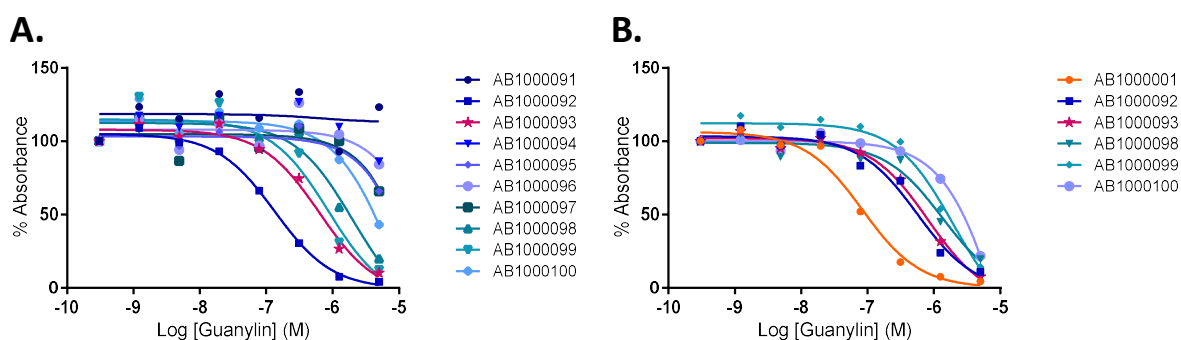 A.
150
100
50
0
-10
-9
-8
-7
-6
-5
% Absorbance
Log [Guanylin] (M)
AB1000091
AB1000092
AB1000093
AB1000094
AB1000095
AB1000096
AB1000097
AB1000098
AB1000099
AB1000100
B.
150
100
50
0
-10
-9
-8
-7
-6
-5
% Absorbance
Log [Guanylin] (M)
AB1000001
AB1000092
AB1000093
AB1000098
AB1000099
AB1000100